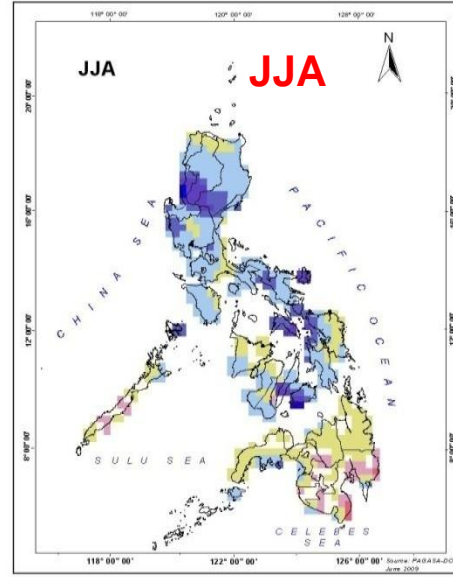 118° 00' 00'
120° 00' 00'
128° 00' 00'
JJA
JJA
N
20° 00' 00'
16° 00' 00'
12° 00' 00'
8° 00' 00'
CHINA SEA
PACIFIC OCEAN
SULU SEA
CELEBES
SEA
118° 00' 00'
122° 00' 00'
126° 00' 00'
Source: PAGASA-DO
June 2009